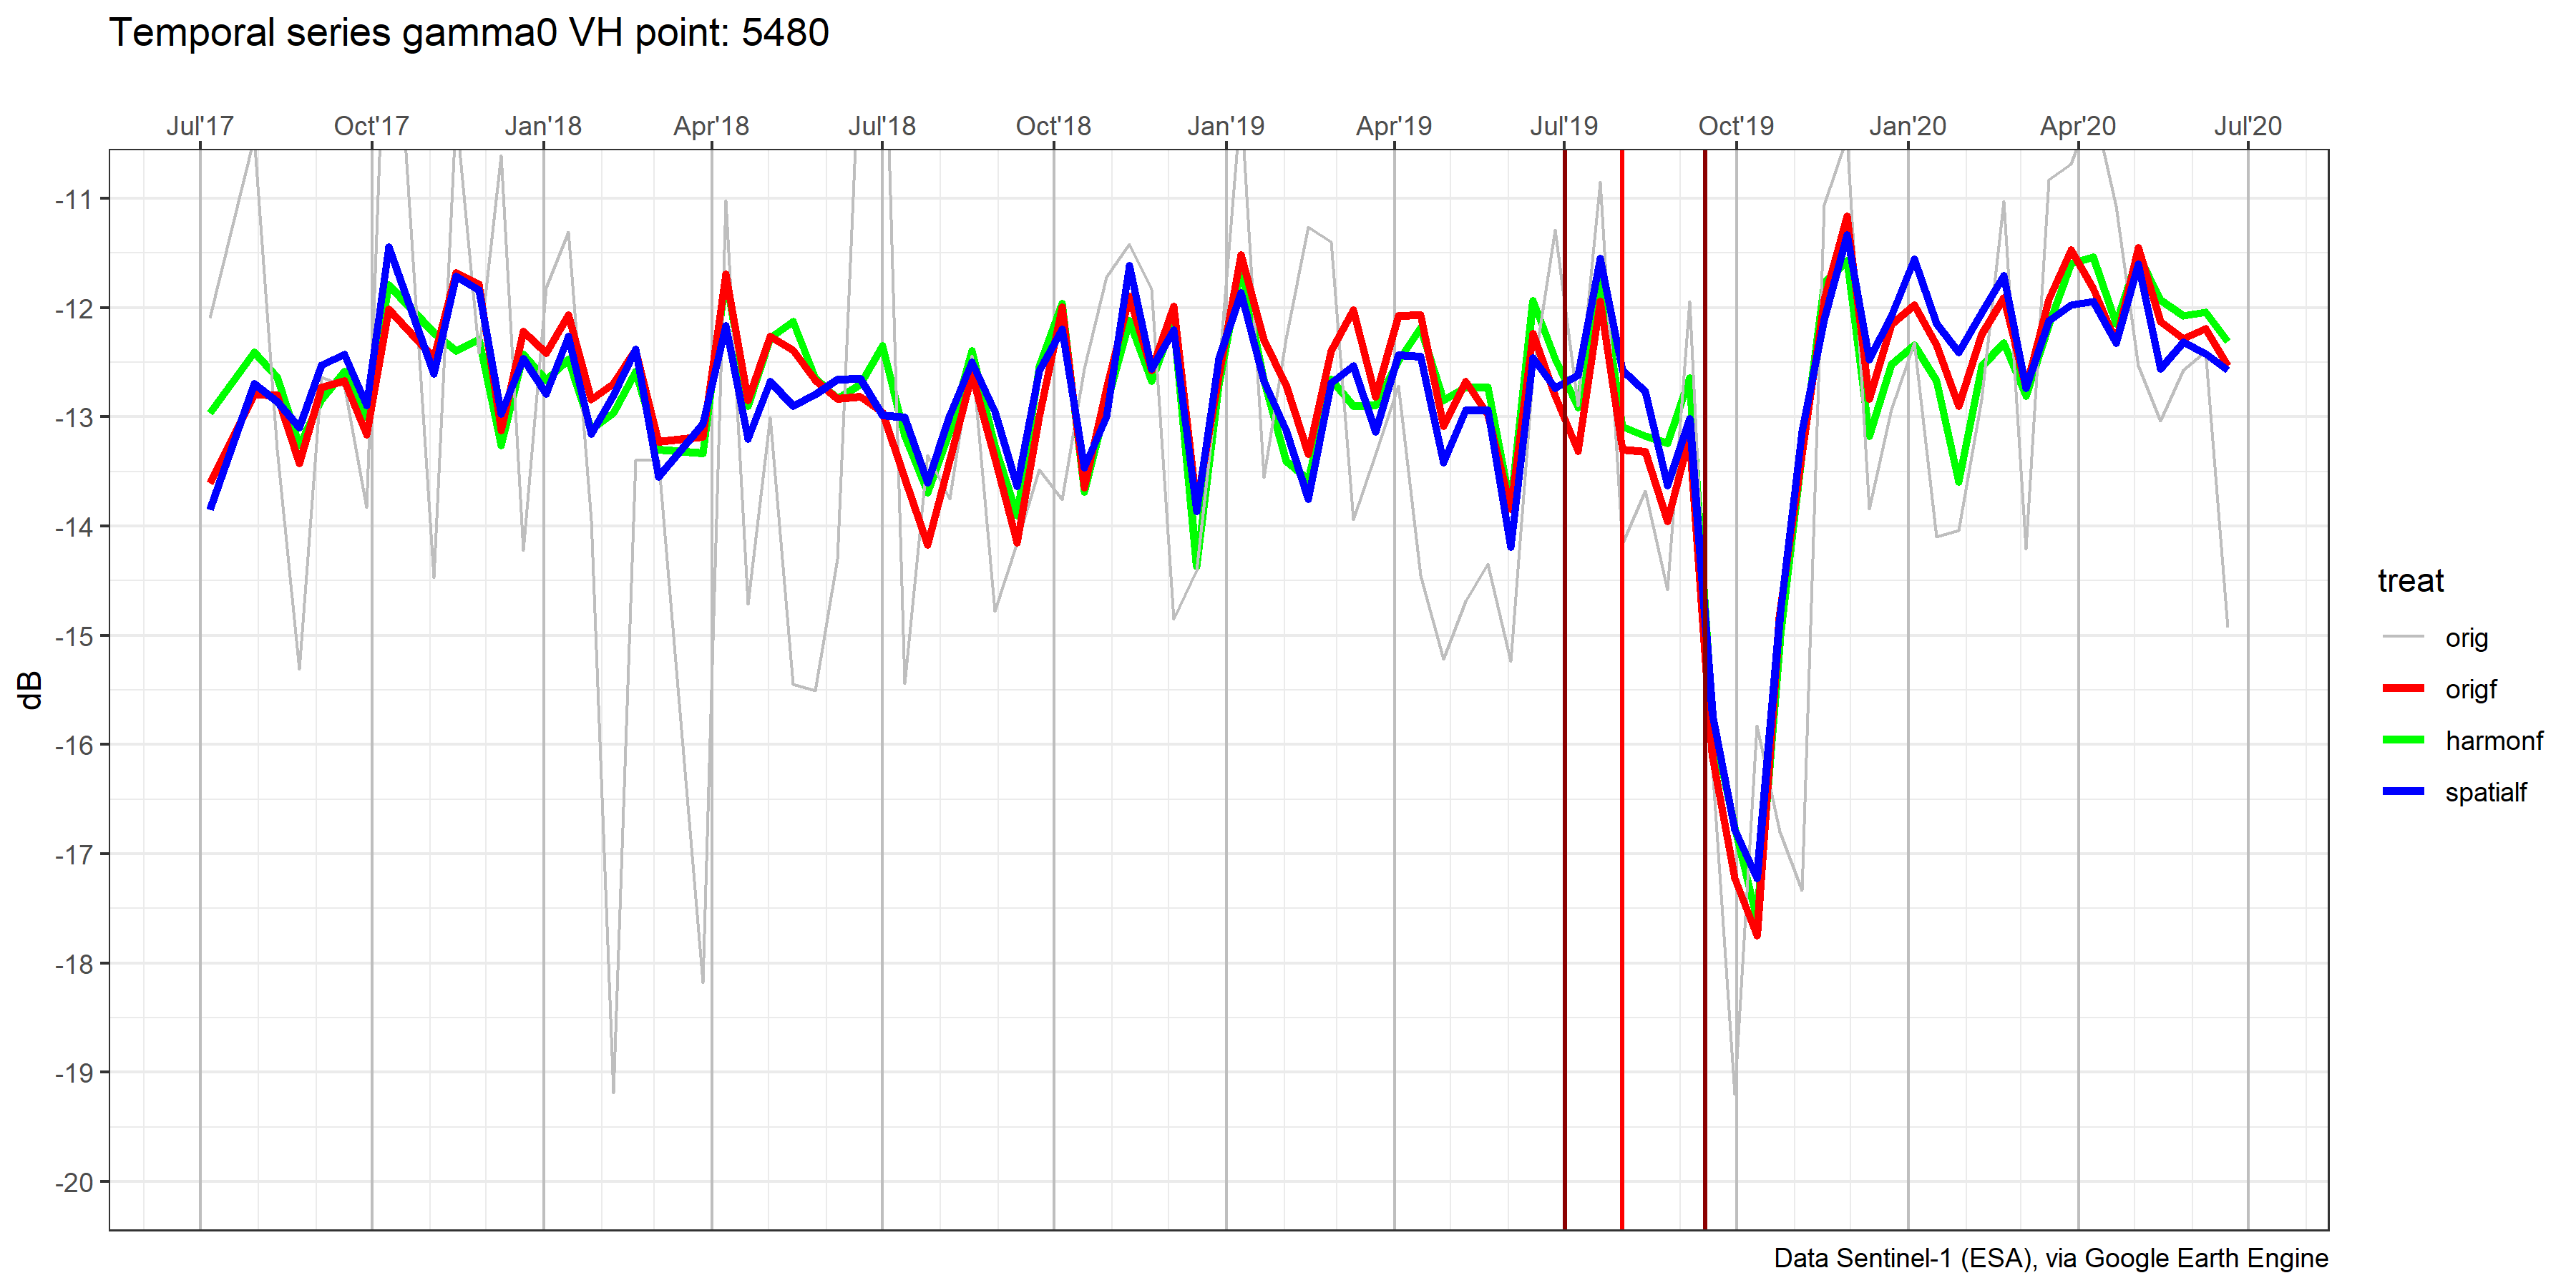 Temporal series gamma0 VH point: 5480
Jul'17 Oct'17 Jan'18 Apr'18 Jul'18 Oct'18 Jan'19 Apr'19 Jul'19 Oct'19 Jan'20 Apr'20 Jul'20
-11
-12
-13
-14
-15
-16
-17
-18
-19
-20
dB
treat
orig
origf
harmonf
spatialf
Data Sentinel-1 (ESA), via Google Earth Engine